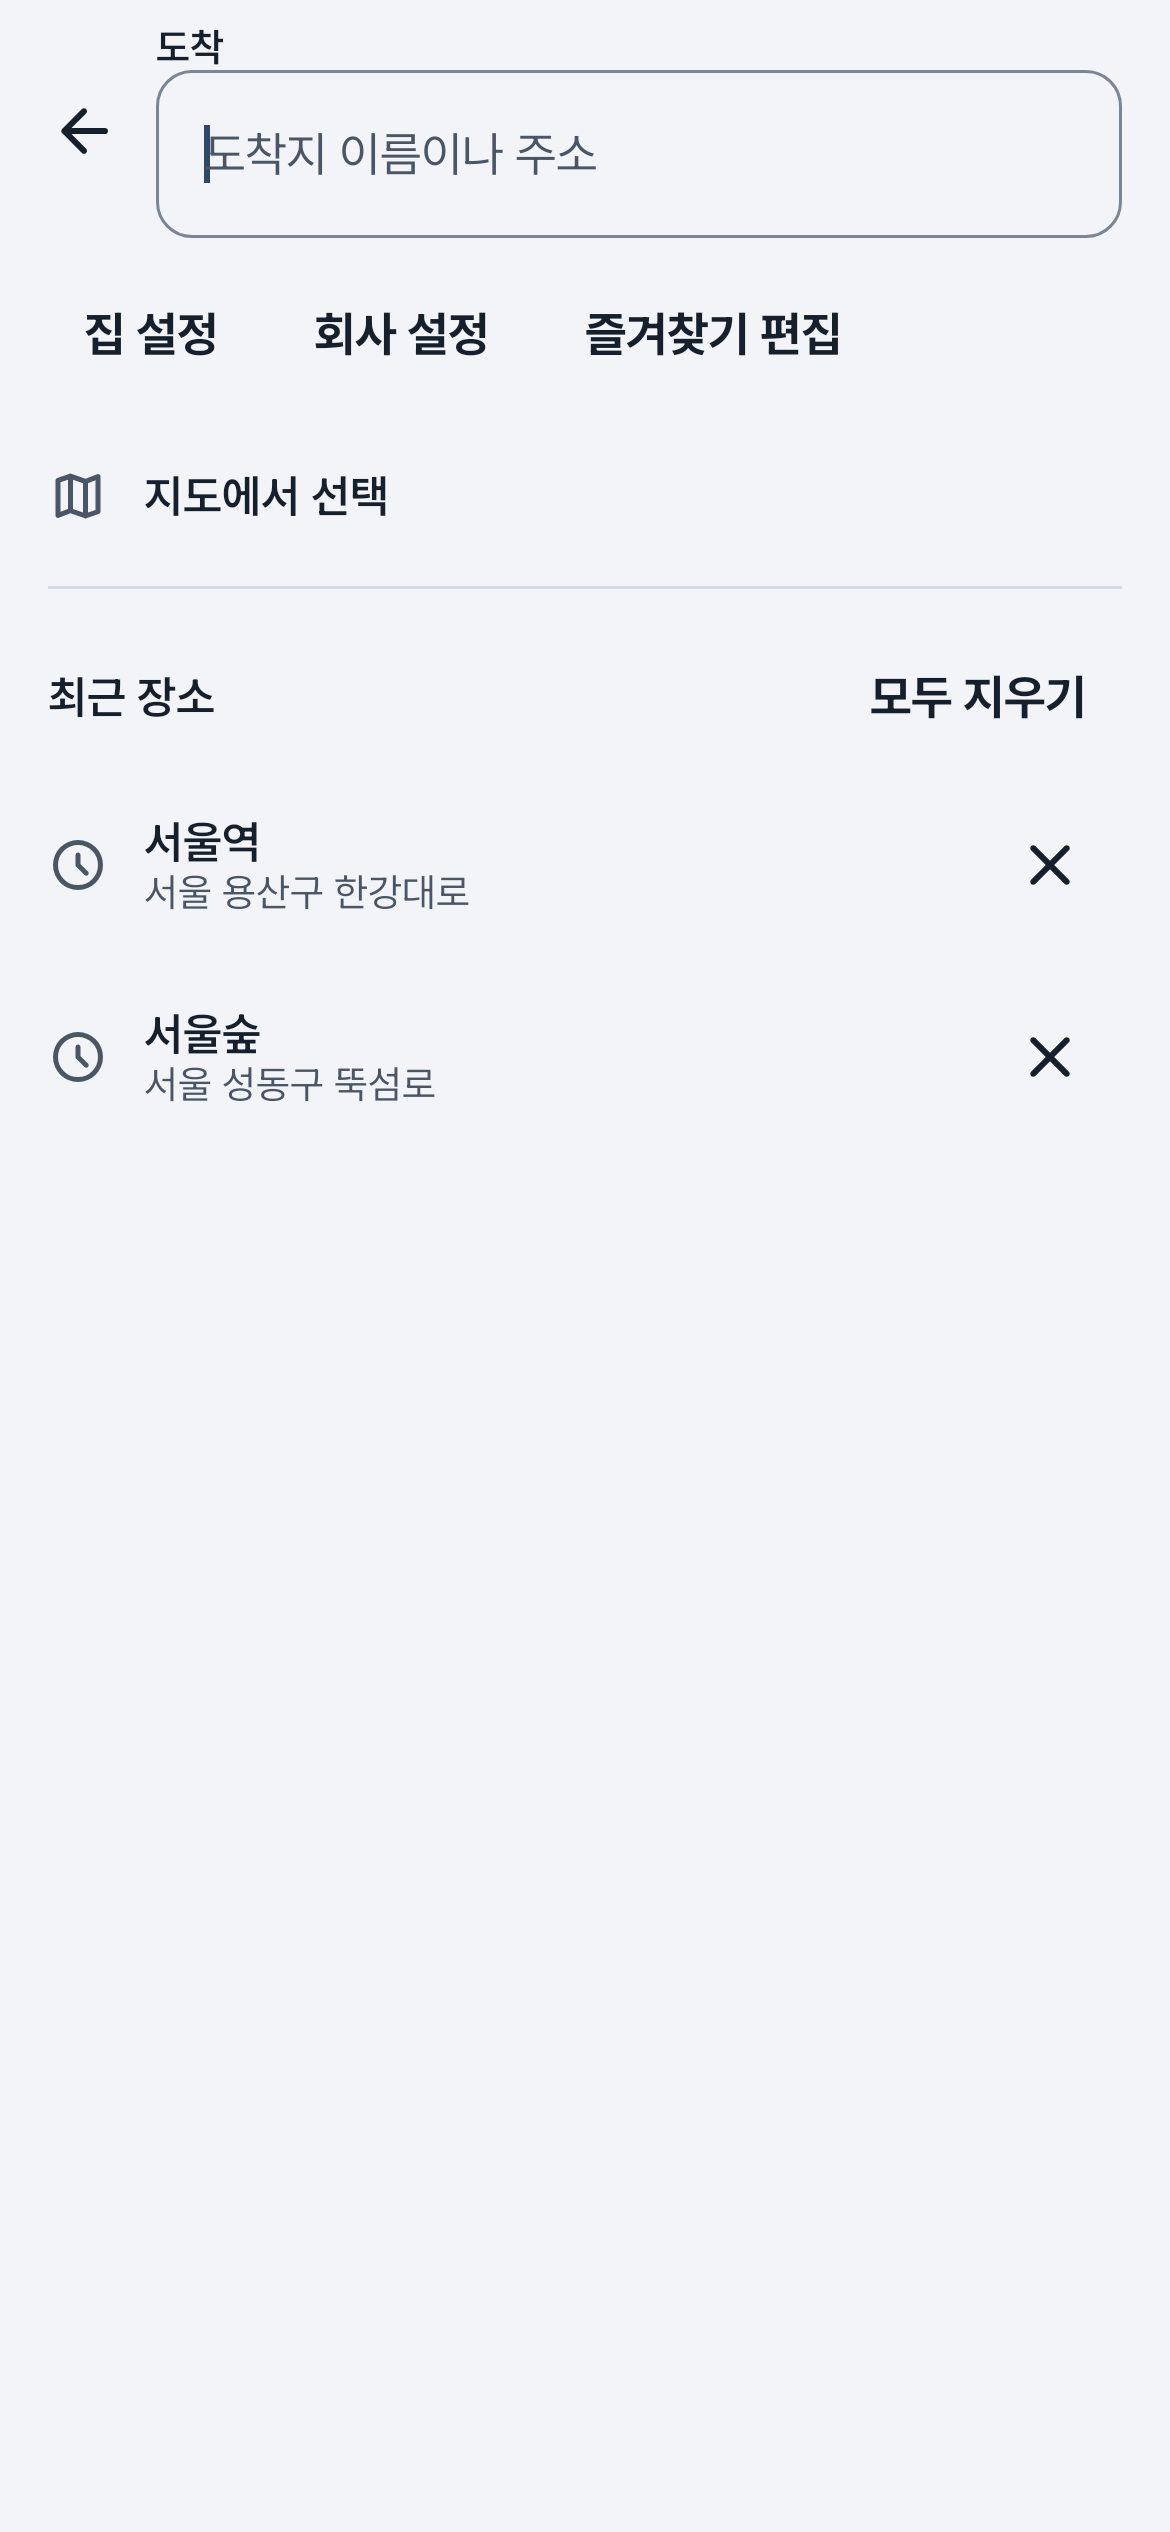 도착
도착지 이름이나 주소
집 설정 회사 설정 즐겨찾기 편집
지도에서 선택
최근 장소 모두 지우기
서울역
서울 용산구 한강대로
서울숲
서울 성동구 뚝섬로